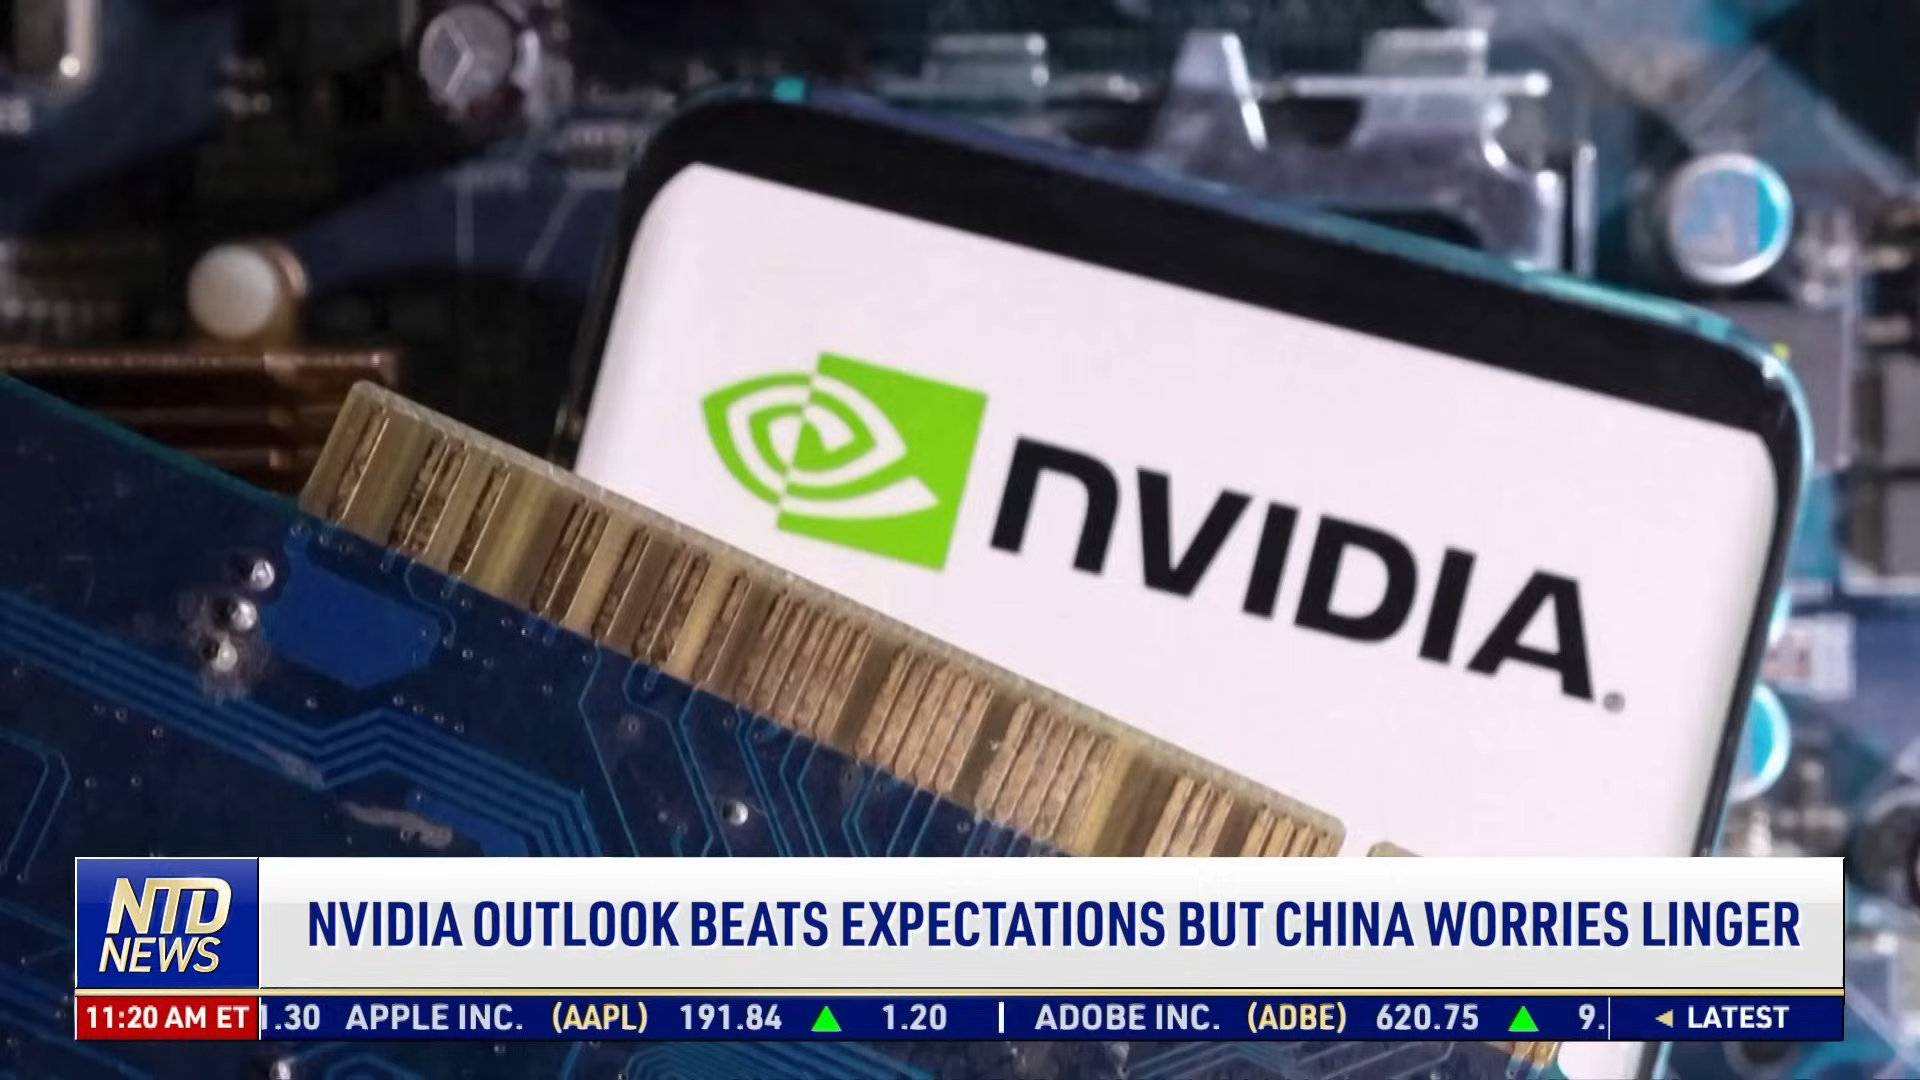 nVIDIA.
NTD
NEWS
NVIDIA OUTLOOK BEATS EXPECTATIONS BUT CHINA WORRIES LINGER
11:20 AM ET
1.30 APPLE INC. (AAPL) 191.84 ▲ 1.20 | ADOBE INC. (ADBE) 620.75 ▲ 9.
◄ LATEST